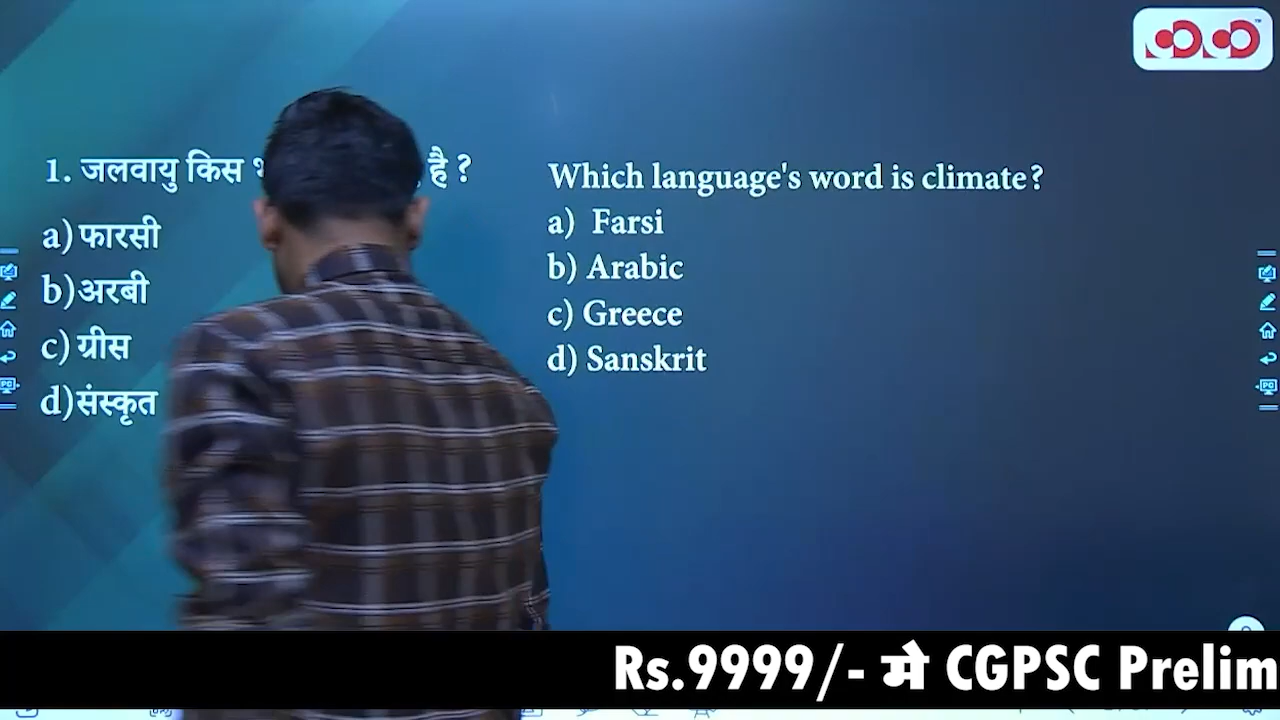 1. जलवायु किस है ?
a) फारसी
b)अरबी
c) ग्रीस
d)संस्कृत
Which language's word is climate?
a) Farsi
b) Arabic
c) Greece
d) Sanskrit
Rs.9999/- मे CGPSC Prelim